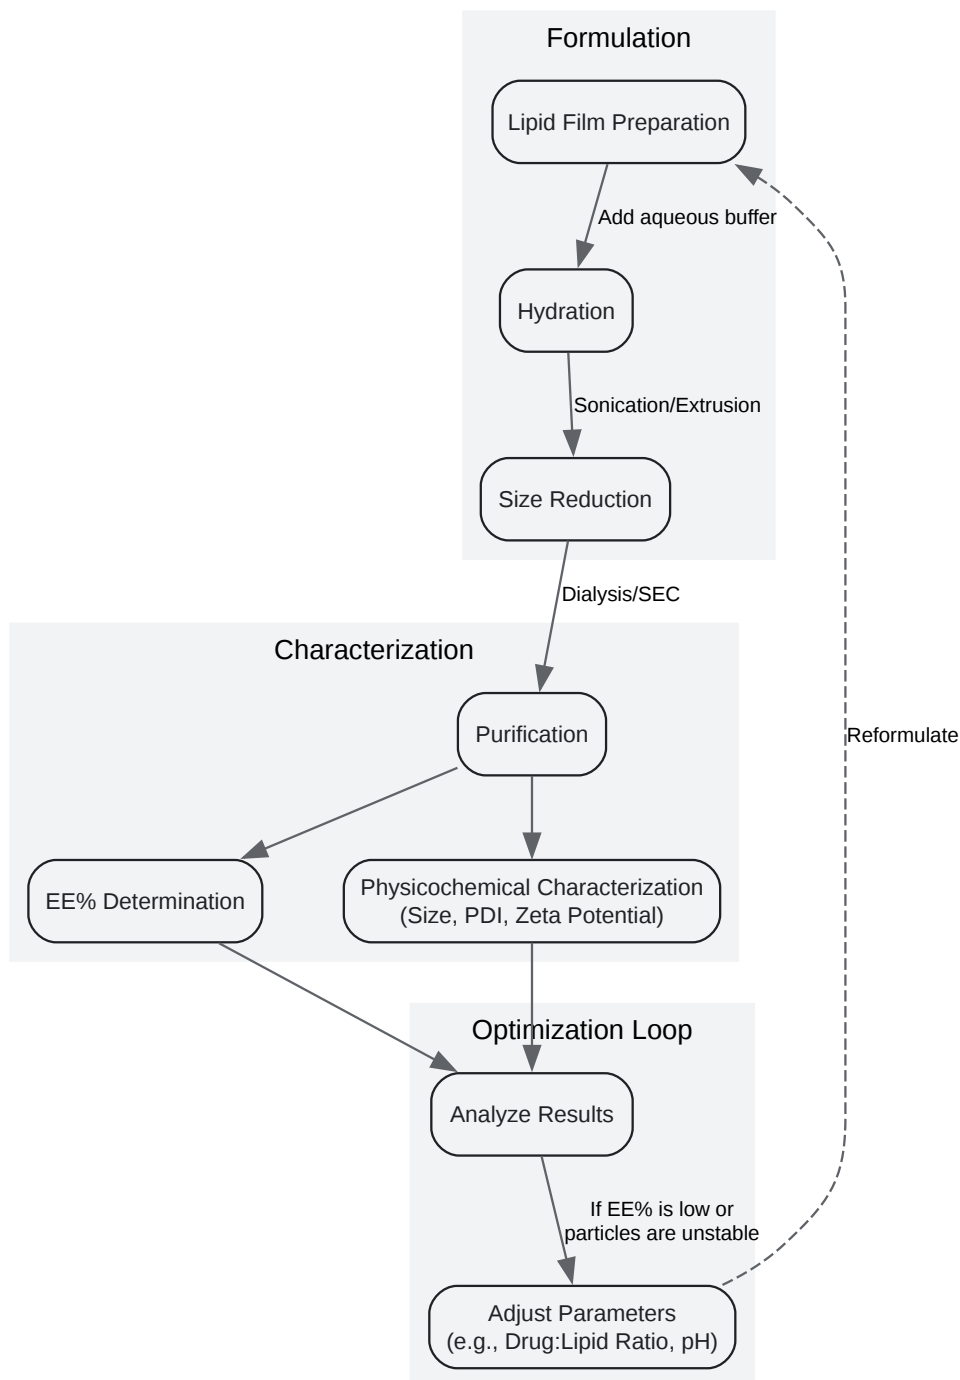 Formulation
Lipid Film Preparation
Add aqueous buffer
Hydration
Sonication/Extrusion
Size Reduction
Dialysis/SEC
Characterization
Purification
Reformulate
EE% Determination
Physicochemical Characterization
(Size, PDI, Zeta Potential)
Optimization Loop
Analyze Results
If EE% is low or
particles are unstable
Adjust Parameters
(e.g., Drug:Lipid Ratio, pH)